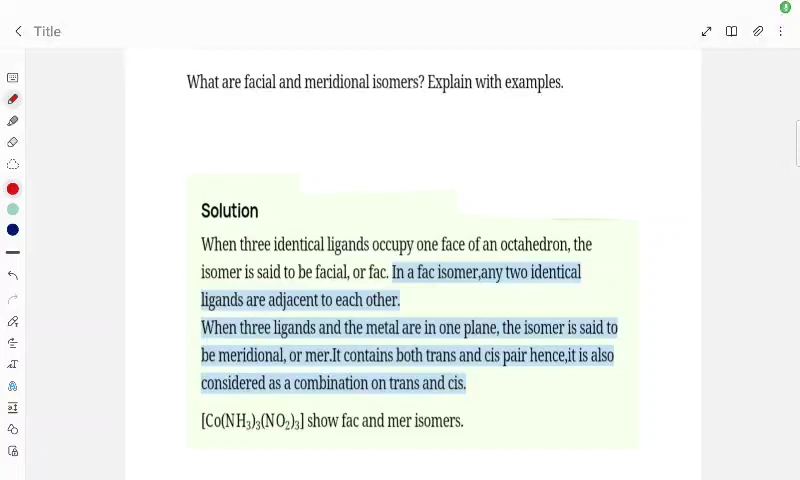 Title
What are facial and meridional isomers? Explain with examples.
Solution
When three identical ligands occupy one face of an octahedron, the
isomer is said to be facial, or fac. In a fac isomer,any two identical
ligands are adjacent to each other.
When three ligands and the metal are in one plane, the isomer is said to
be meridional, or mer.It contains both trans and cis pair hence,it is also
considered as a combination on trans and cis.
[Co(NH₃)₃(NO₂)₃] show fac and mer isomers.